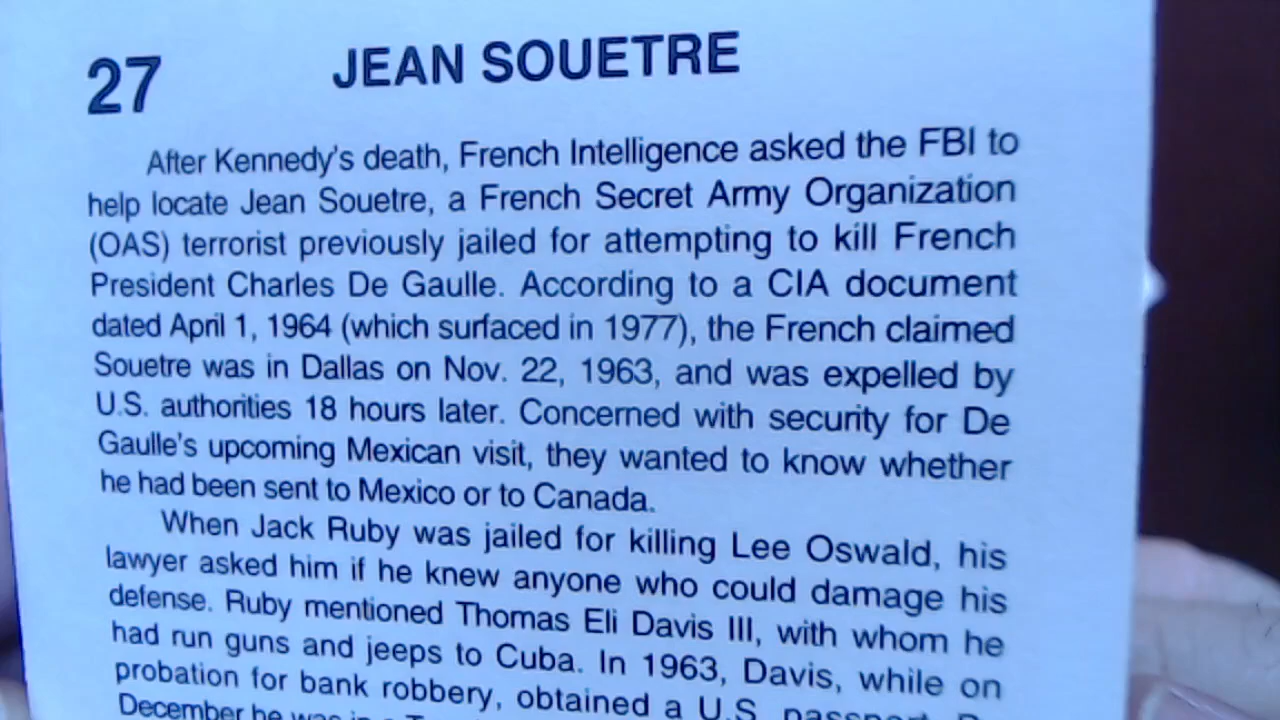 27 JEAN SOUETRE
After Kennedy's death, French Intelligence asked the FBI to
help locate Jean Souetre, a French Secret Army Organization
(OAS) terrorist previously jailed for attempting to kill French
President Charles De Gaulle. According to a CIA document
dated April 1, 1964 (which surfaced in 1977), the French claimed
Souetre was in Dallas on Nov. 22, 1963, and was expelled by
U.S. authorities 18 hours later. Concerned with security for De
Gaulle's upcoming Mexican visit, they wanted to know whether
he had been sent to Mexico or to Canada.
When Jack Ruby was jailed for killing Lee Oswald, his
lawyer asked him if he knew anyone who could damage his
defense. Ruby mentioned Thomas Eli Davis III, with whom he
had run guns and jeeps to Cuba. In 1963, Davis, while on
probation for bank robbery, obtained a U.S. passport.
December he was in a